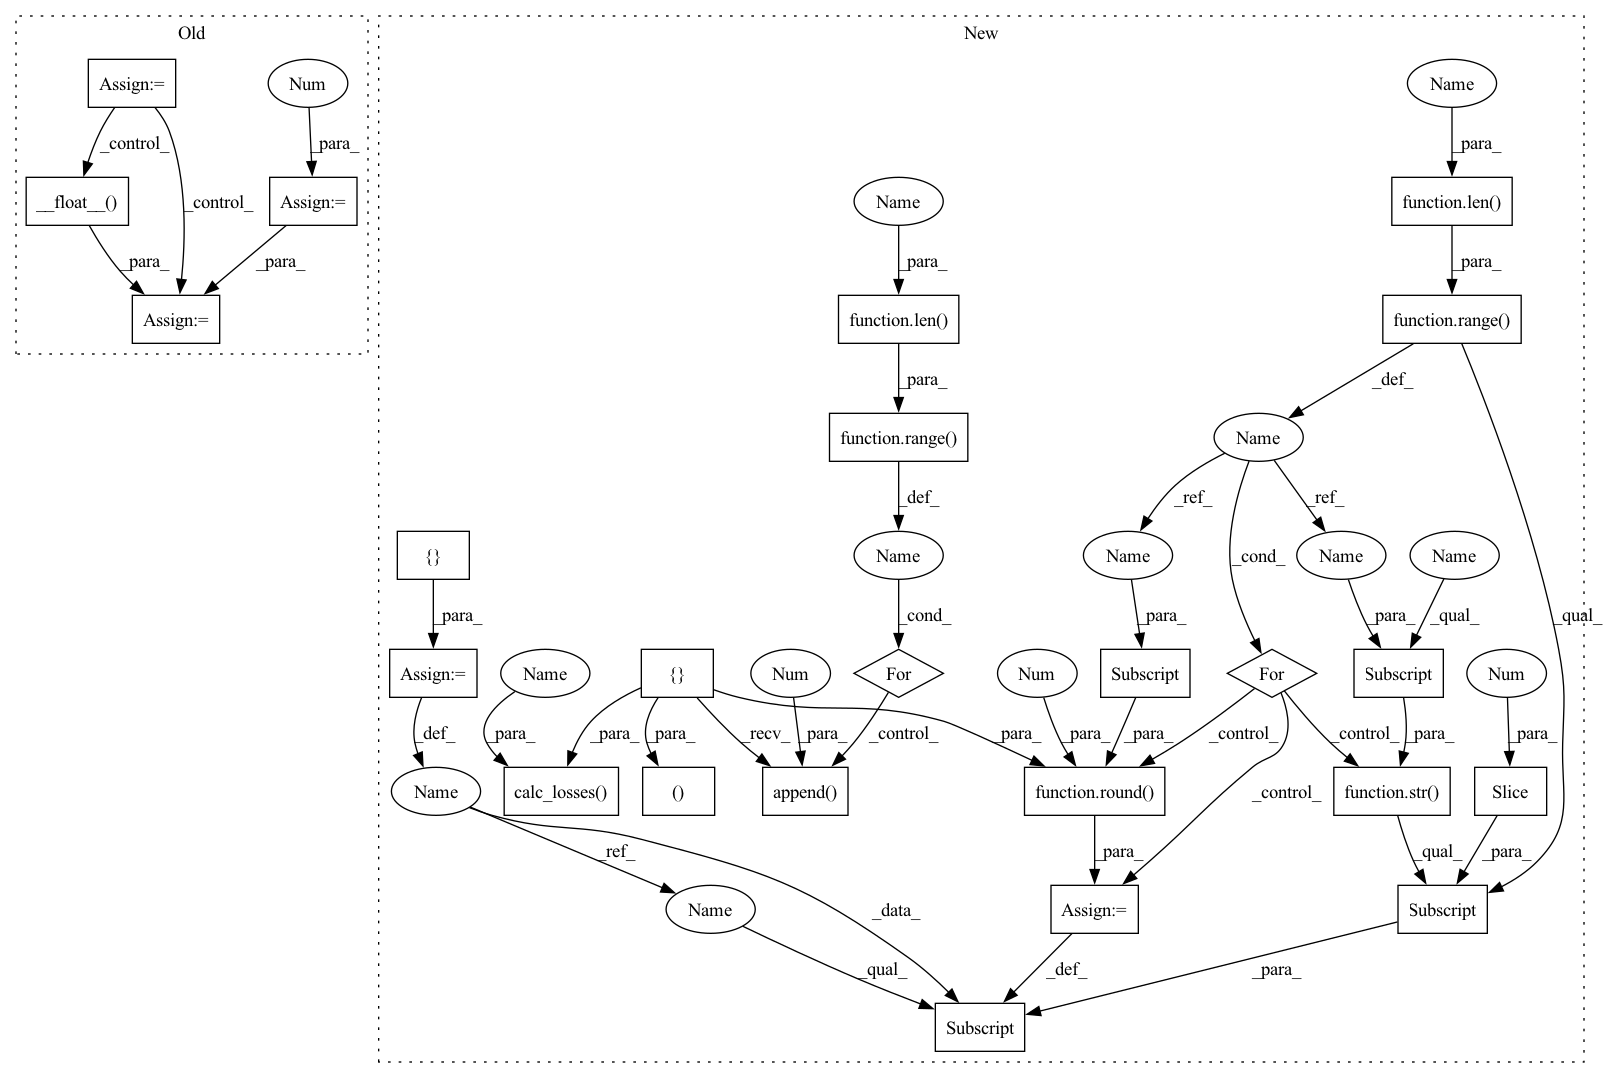 Old
New
Assign:=
Num
Name
_control_
_para_
_para_
__float__()
_control_
Assign:=
Name
function.len()
_para_
_para_
_para_
_para_
Assign:=
function.len()
function.range()
_para_
_def_
function.range()
Name
_def_
_ref_
_ref_
{}
Name
Name
_cond_
Name
Name
_para_
_cond_
_para_
_para_
_qual_
_qual_
Assign:=
Name
{}
Num
For
Num
Subscript
For
Subscript
Num
_def_
_para_
_para_
_para_
_recv_
_para_
_control_
_para_
_para_
_para_
_control_
_control_
_para_
_para_
Name
calc_losses()
()
append()
function.round()
function.str()
Slice
_control_
_ref_
_para_
_qual_
_para_
Name
_data_
Assign:=
Subscript
_qual_
_def_
_para_
Subscript